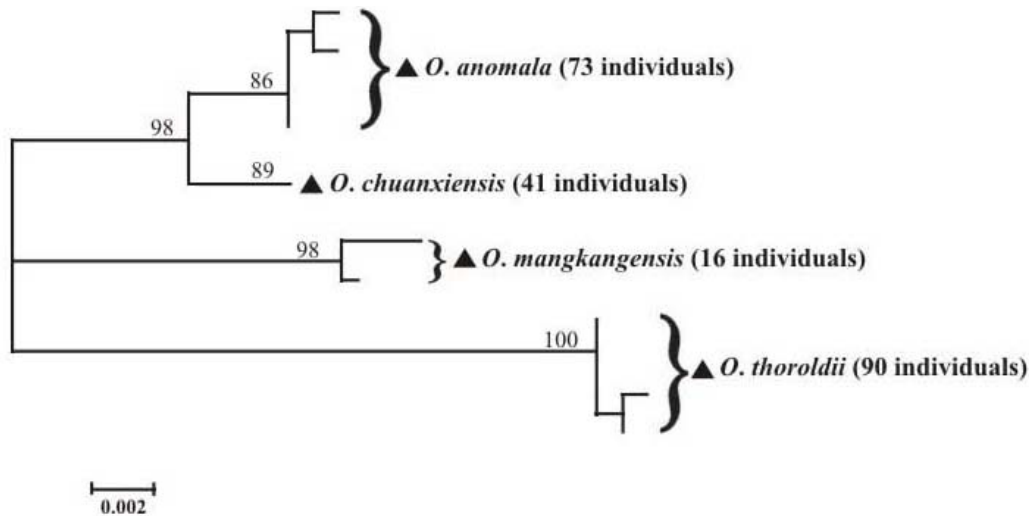 86
▲ O. anomala (73 individuals)
98
89
▲ O. chuanxiensis (41 individuals)
98
▲ O. mangkangensis (16 individuals)
100
▲ O. thoroldii (90 individuals)
0.002